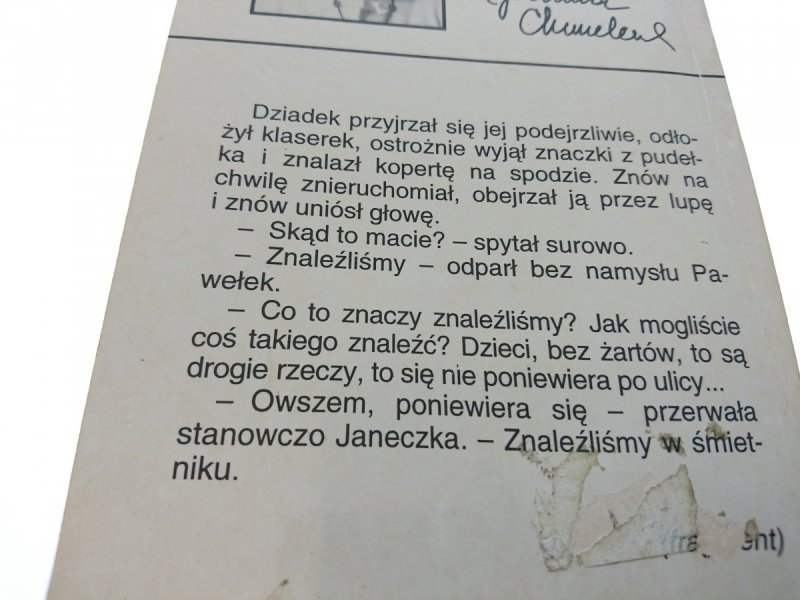 Chmielewsk
Dziadek przyjrzał się jej podejrzliwie, odło-
żył klaserek, ostrożnie wyjął znaczki z pudeł-
ka i znalazł kopertę na spodzie. Znów na
chwilę znieruchomiał, obejrzał ją przez lupę
i znów uniósł głowę.
– Skąd to macie? – spytał surowo.
– Znaleźliśmy – odparł bez namysłu Pa-
wełek.
– Co to znaczy znaleźliśmy? Jak mogliście
coś takiego znaleźć? Dzieci, bez żartów, to są
drogie rzeczy, to się nie poniewiera po ulicy...
– Owszem, poniewiera się – przerwała
stanowczo Janeczka. – Znaleźliśmy w śmiet-
niku.